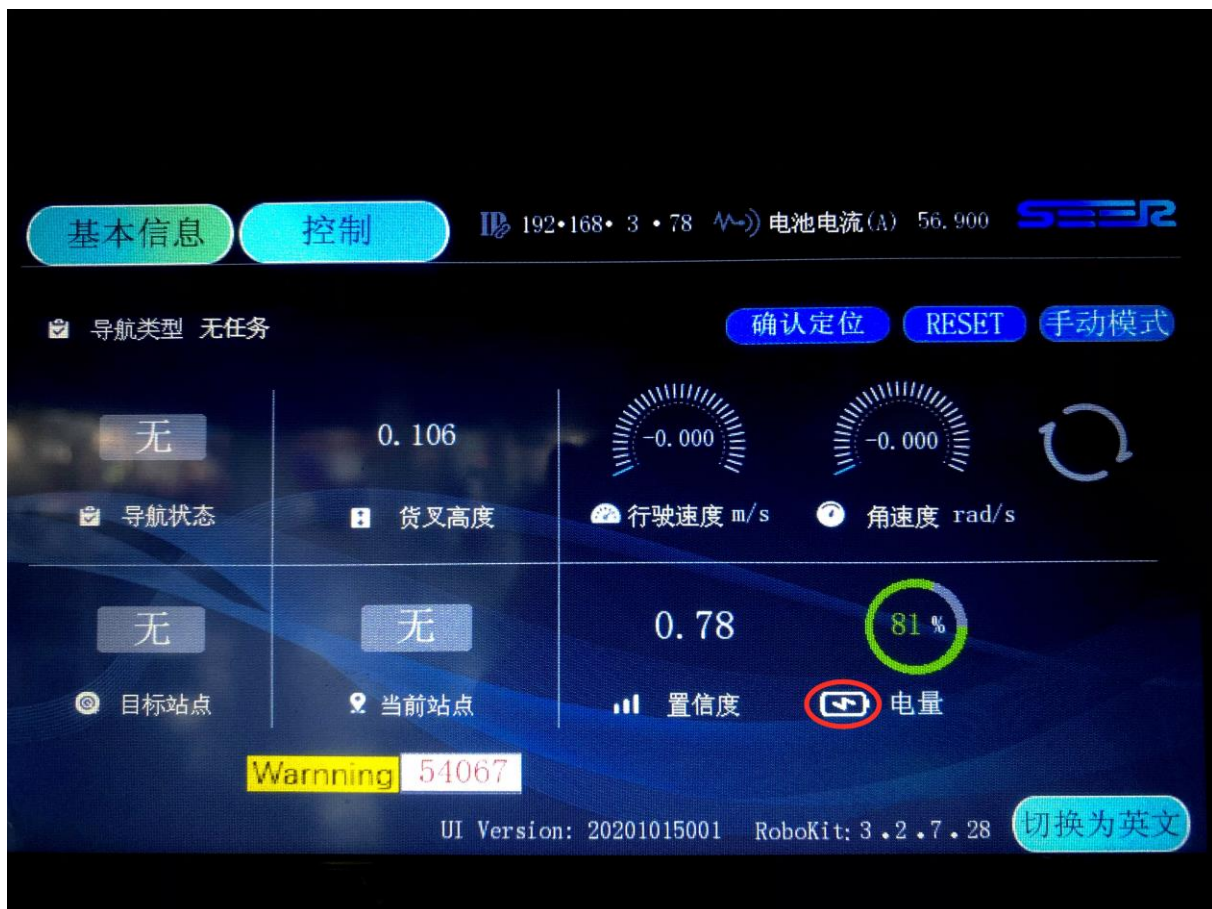 基本信息 控制 ID 192•168•3•78 电池电流(A) 56.900 SEER
导航类型 无任务 确认定位 RESET 手动模式
无 0.106 -0.000 -0.000
导航状态 货叉高度 行驶速度 m/s 角速度 rad/s
无 无 0.78 81%
目标站点 当前站点 置信度 电量
Warnning 54067
UI Version: 20201015001 RoboKit: 3.2.7.28 切换为英文